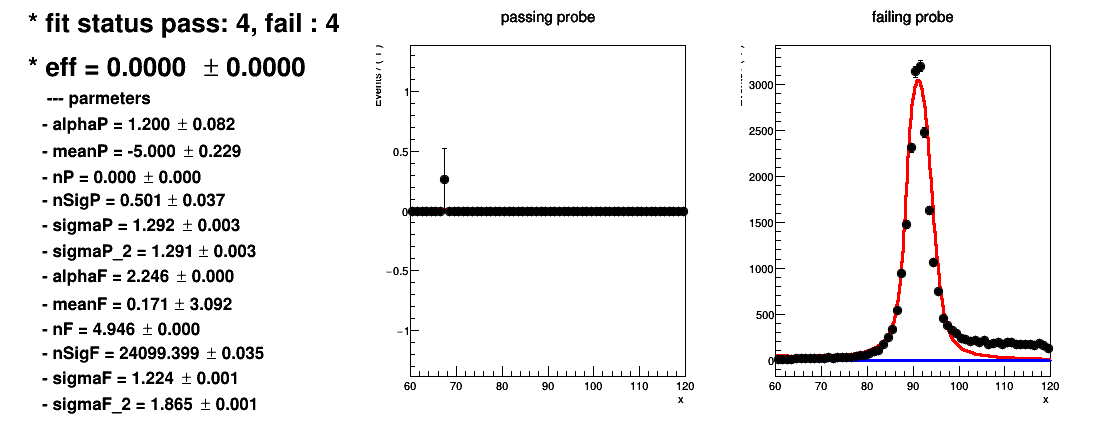 * fit status pass: 4, fail : 4
* eff = 0.0000 ± 0.0000
--- parmeters
- alphaP = 1.200 ± 0.082
- meanP = -5.000 ± 0.229
- nP = 0.000 ± 0.000
- nSigP = 0.501 ± 0.037
- sigmaP = 1.292 ± 0.003
- sigmaP_2 = 1.291 ± 0.003
- alphaF = 2.246 ± 0.000
- meanF = 0.171 ± 3.092
- nF = 4.946 ± 0.000
- nSigF = 24099.399 ± 0.035
- sigmaF = 1.224 ± 0.001
- sigmaF_2 = 1.865 ± 0.001
passing probe
1
0.5
0
−0.5
−1
60 70 80 90 100 110 120
x
failing probe
3000
2500
2000
1500
1000
500
0
60 70 80 90 100 110 120
x